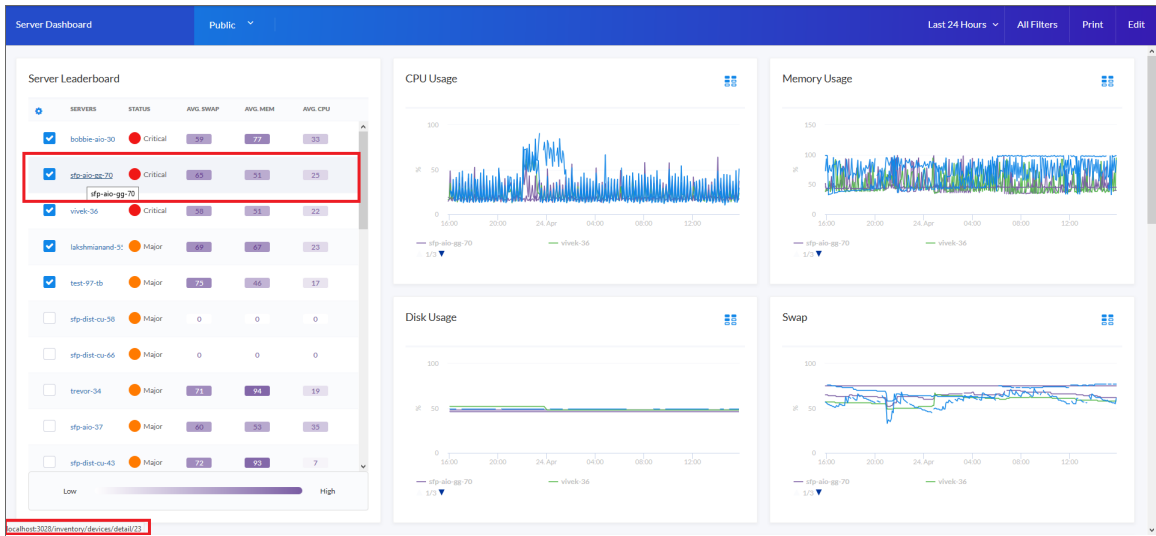 Server Dashboard Public Last 24 Hours All Filters Print Edit
Server Leaderboard
SERVERS STATUS AVG. SWAP AVG. MEM AVG. CPU
bobbie-aio-30 Critical 59 77 33
sfp-aio-gg-70 Critical 65 51 25
sfp-aio-gg-70
vivek-36 Critical 58 51 22
lakshmianand-55 Major 69 67 23
test-97-tb Major 75 46 17
sfp-dist-cu-58 Major 0 0 0
sfp-dist-cu-66 Major 0 0 0
trevor-34 Major 71 94 19
sfp-aio-37 Major 60 53 35
sfp-dist-cu-43 Major 72 93 7
Low High
localhost:3028/inventory/devices/detail/23
CPU Usage
100
% 50
0
16:00 20:00 24. Apr 04:00 08:00 12:00
sfp-aio-gg-70 vivek-36
1/3
Memory Usage
150
100
% 50
0
16:00 20:00 24. Apr 04:00 08:00 12:00
sfp-aio-gg-70 vivek-36
1/3
Disk Usage
100
% 50
0
16:00 20:00 24. Apr 04:00 08:00 12:00
sfp-aio-gg-70 vivek-36
1/3
Swap
100
% 50
0
16:00 20:00 24. Apr 04:00 08:00 12:00
sfp-aio-gg-70 vivek-36
1/3